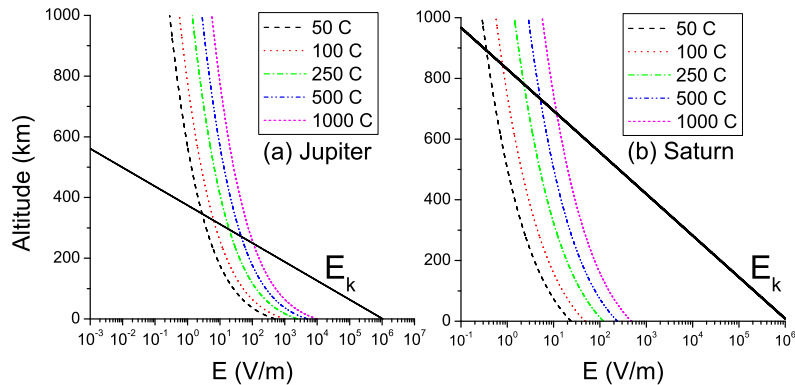 1000
800
600
400
200
0
Altitude (km)
50 C
100 C
250 C
500 C
1000 C
(a) Jupiter
E_k
10^-3 10^-2 10^-1 10^0 10^1 10^2 10^3 10^4 10^5 10^6 10^7
E (V/m)
1000
800
600
400
200
0
50 C
100 C
250 C
500 C
1000 C
(b) Saturn
E_k
10^-1 10^0 10^1 10^2 10^3 10^4 10^5 10^6
E (V/m)